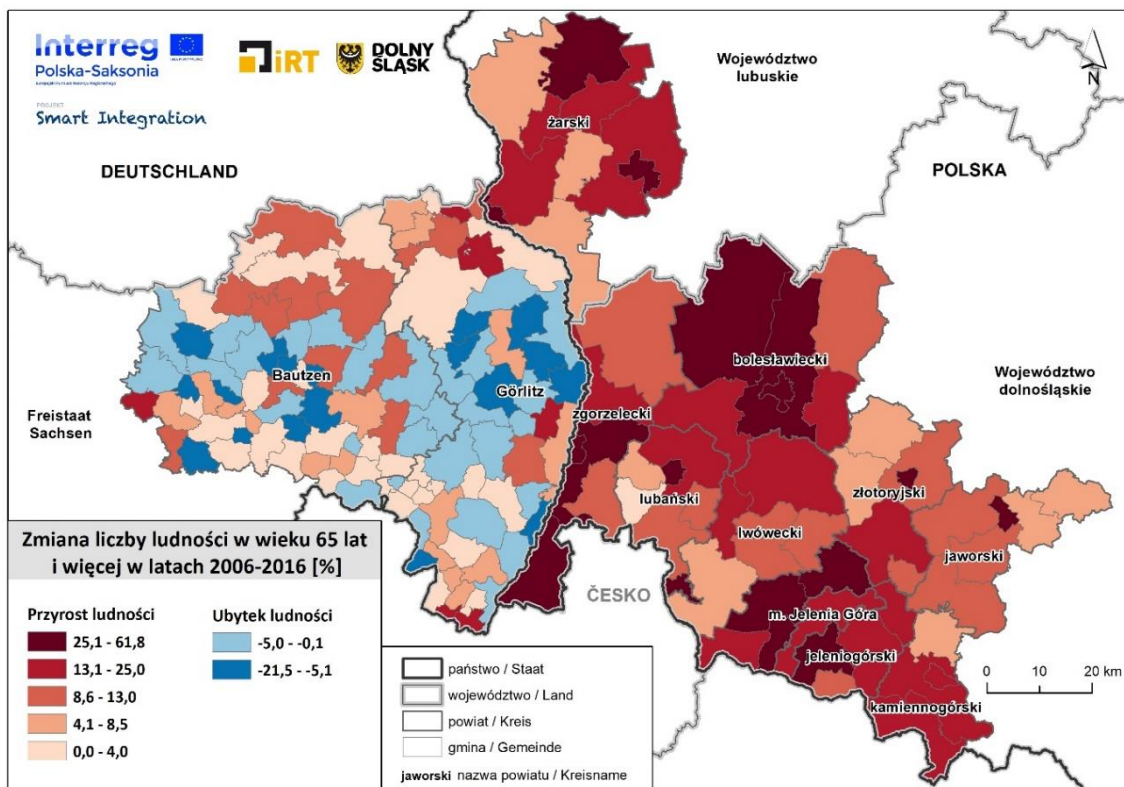 Interreg
Polska-Saksonia
iRT
DOLNY
ŚLĄSK
PROJEKT
Smart Integration
DEUTSCHLAND
Województwo
lubuskie
N
żarski
POLSKA
bolesławiecki
Województwo
dolnośląskie
Bautzen
Görlitz
Freistaat
Sachsen
zgorzelecki
lubański
złotoryjski
lwówecki
jaworski
ČESKO
m. Jelenia Góra
jeleniogórski
kamiennogórski
0 10 20 km
Zmiana liczby ludności w wieku 65 lat
i więcej w latach 2006-2016 [%]
Przyrost ludności
25,1 - 61,8
13,1 - 25,0
8,6 - 13,0
4,1 - 8,5
0,0 - 4,0
Ubytek ludności
-5,0 - -0,1
-21,5 - -5,1
państwo / Staat
województwo / Land
powiat / Kreis
gmina / Gemeinde
jaworski nazwa powiatu / Kreisname